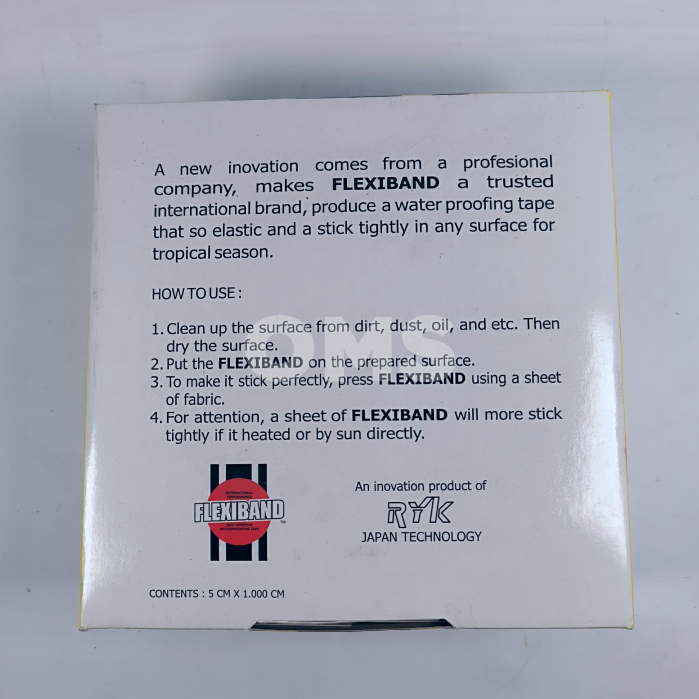 A new inovation comes from a profesional
company, makes FLEXIBAND a trusted
international brand, produce a water proofing tape
that so elastic and a stick tightly in any surface for
tropical season.
HOW TO USE :
1. Clean up the surface from dirt, dust, oil, and etc. Then
dry the surface.
2. Put the FLEXIBAND on the prepared surface.
3. To make it stick perfectly, press FLEXIBAND using a sheet
of fabric.
4. For attention, a sheet of FLEXIBAND will more stick
tightly if it heated or by sun directly.
OMS
FLEXIBAND
An inovation product of
RYK
JAPAN TECHNOLOGY
CONTENTS : 5 CM X 1.000 CM